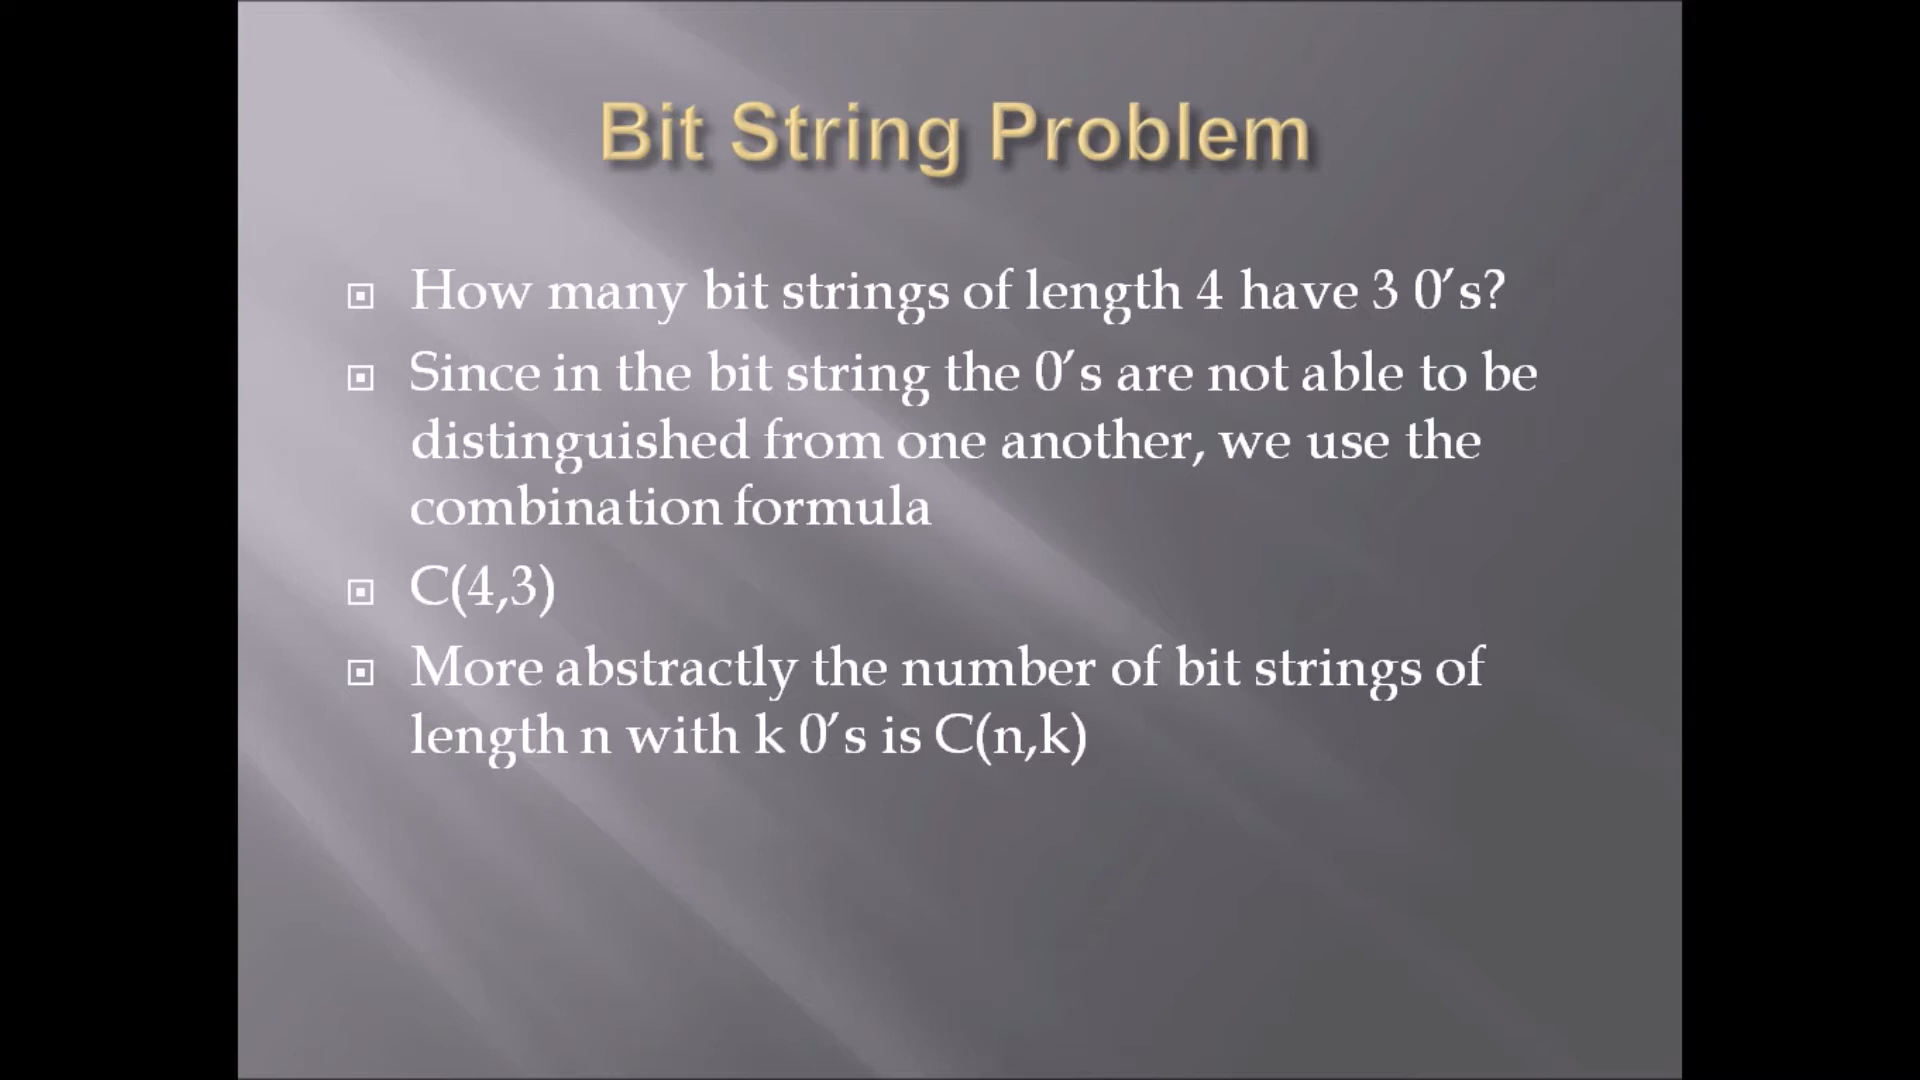 Bit String Problem
How many bit strings of length 4 have 3 0's?
Since in the bit string the 0's are not able to be
distinguished from one another, we use the
combination formula
C(4,3)
More abstractly the number of bit strings of
length n with k 0's is C(n,k)